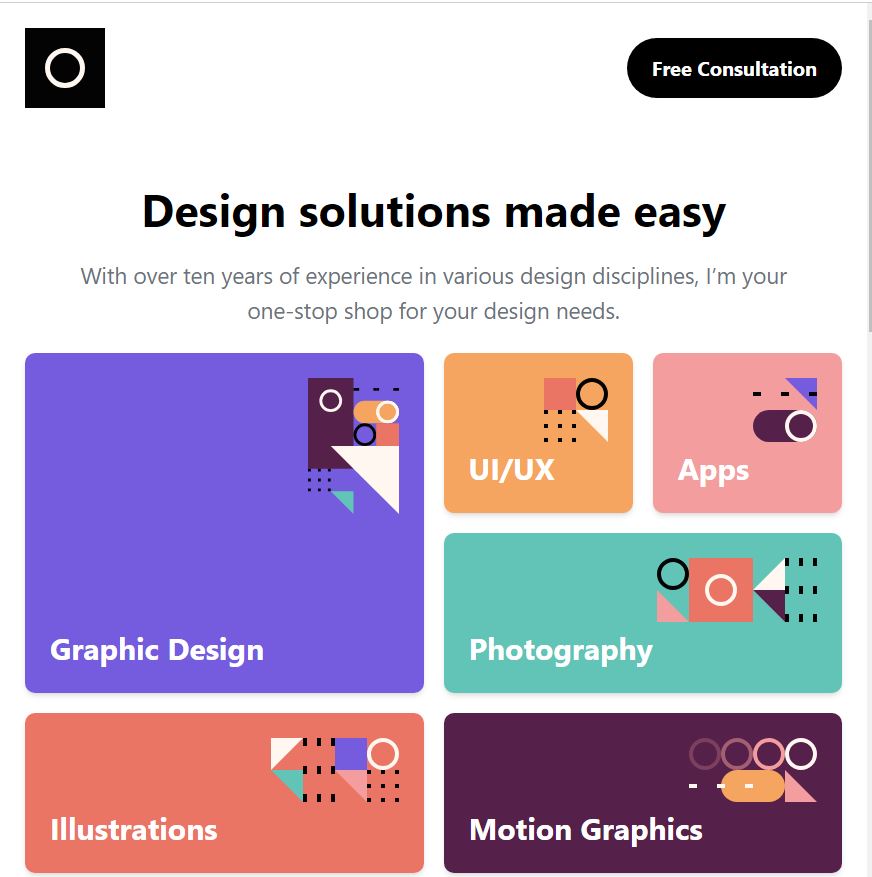 Free Consultation
Design solutions made easy
With over ten years of experience in various design disciplines, I’m your
one-stop shop for your design needs.
Graphic Design
UI/UX
Apps
Photography
Illustrations
Motion Graphics